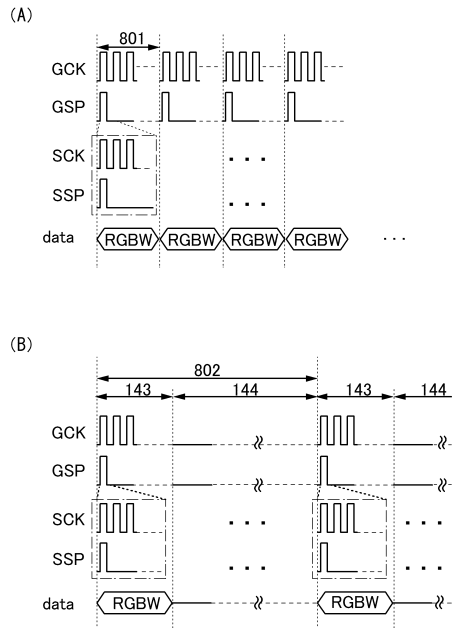 (A)
801
GCK
GSP
SCK
. . .
SSP
. . .
data RGBW RGBW RGBW RGBW . . .
(B)
802
143 144 143 144
GCK
GSP
SCK
. . . . . .
SSP
. . . . . .
data RGBW RGBW